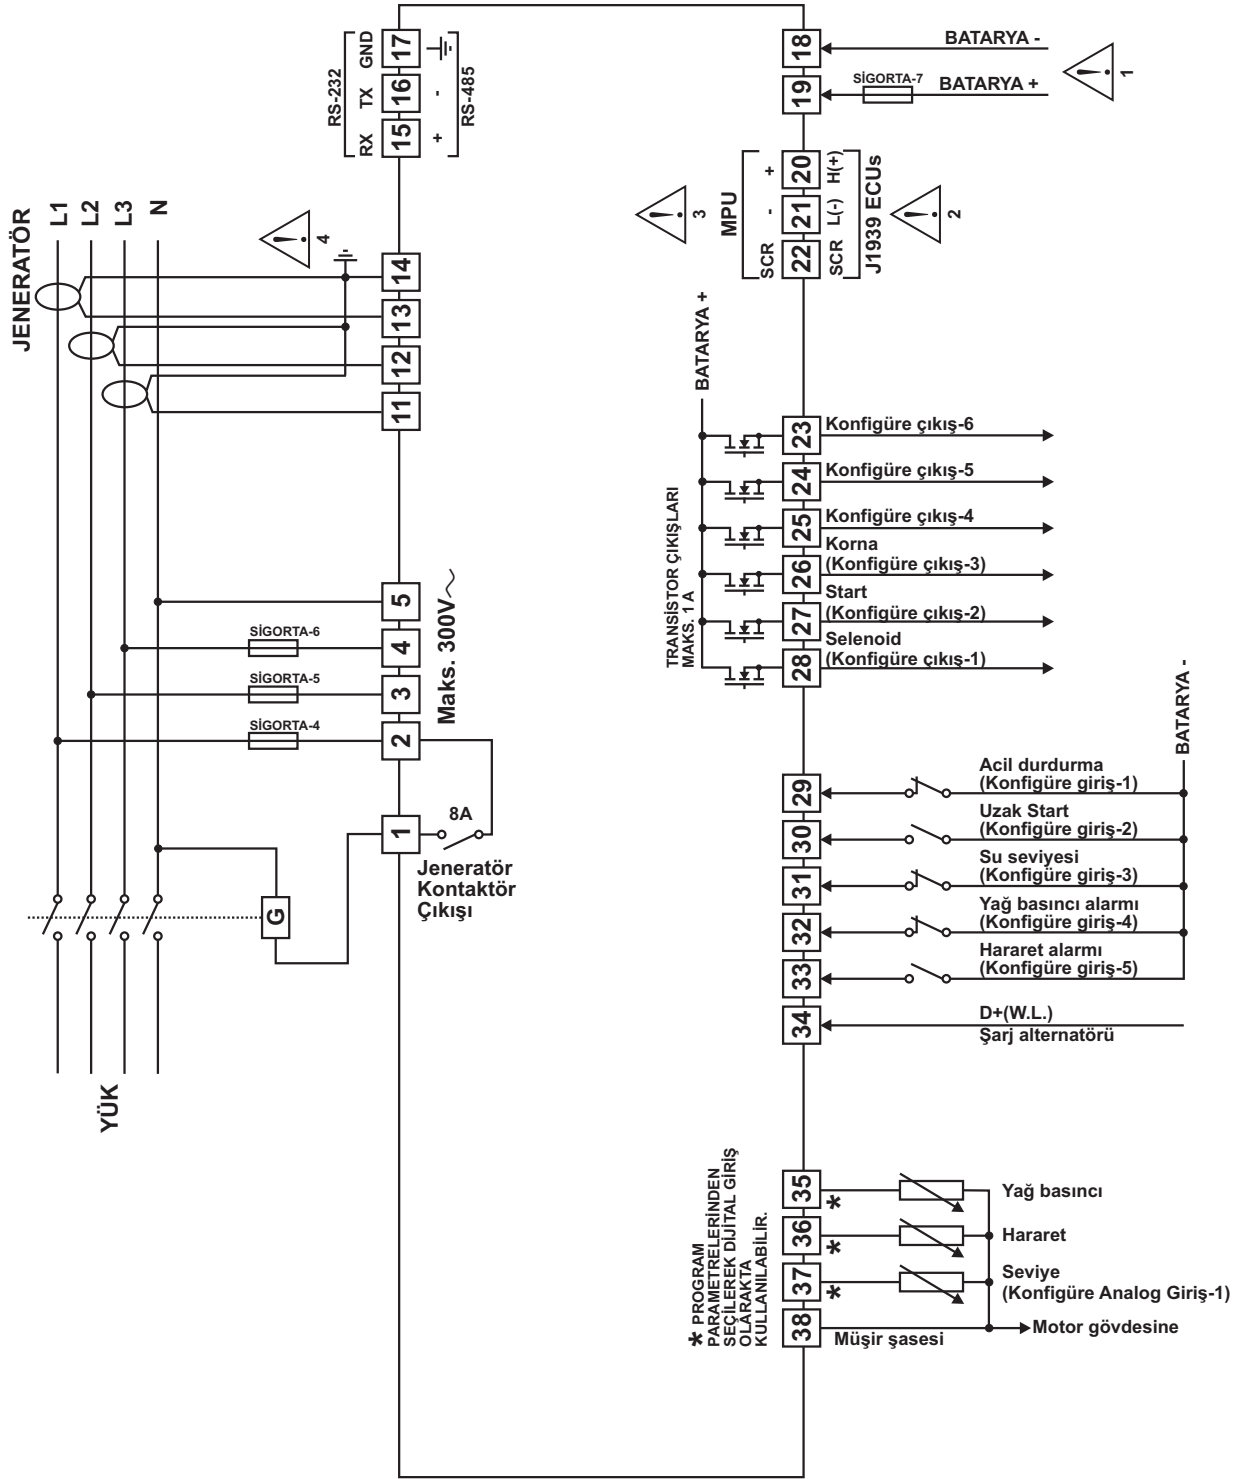 JENERATÖR
L1
L2
L3
N
RS-232
RX TX GND
15 16 17
+ -
RS-485
4
11 12 13 14
SİGORTA-6
SİGORTA-5
SİGORTA-4
2 3 4 5
Maks. 300V
1
8A
Jeneratör
Kontaktör
Çıkışı
G
YÜK
18
BATARYA -
19
SİGORTA-7
BATARYA +
1
3
MPU
SCR - +
22 21 20
SCR L(-) H(+)
J1939 ECUs
2
BATARYA +
TRANSİSTOR ÇIKIŞLARI
MAKS. 1 A
23
Konfigüre çıkış-6
24
Konfigüre çıkış-5
25
Konfigüre çıkış-4
26
Korna
(Konfigüre çıkış-3)
27
Start
(Konfigüre çıkış-2)
28
Selenoid
(Konfigüre çıkış-1)
BATARYA -
29
Acil durdurma
(Konfigüre giriş-1)
30
Uzak Start
(Konfigüre giriş-2)
31
Su seviyesi
(Konfigüre giriş-3)
32
Yağ basıncı alarmı
(Konfigüre giriş-4)
33
Hararet alarmı
(Konfigüre giriş-5)
34
D+(W.L.)
Şarj alternatörü
* PROGRAM
PARAMETRELERİNDEN
SEÇİLEREK DİJİTAL GİRİŞ
OLARAKTA
KULLANILABİLİR.
35
*
Yağ basıncı
36
*
Hararet
37
*
Seviye
(Konfigüre Analog Giriş-1)
38
Müşir şasesi
Motor gövdesine